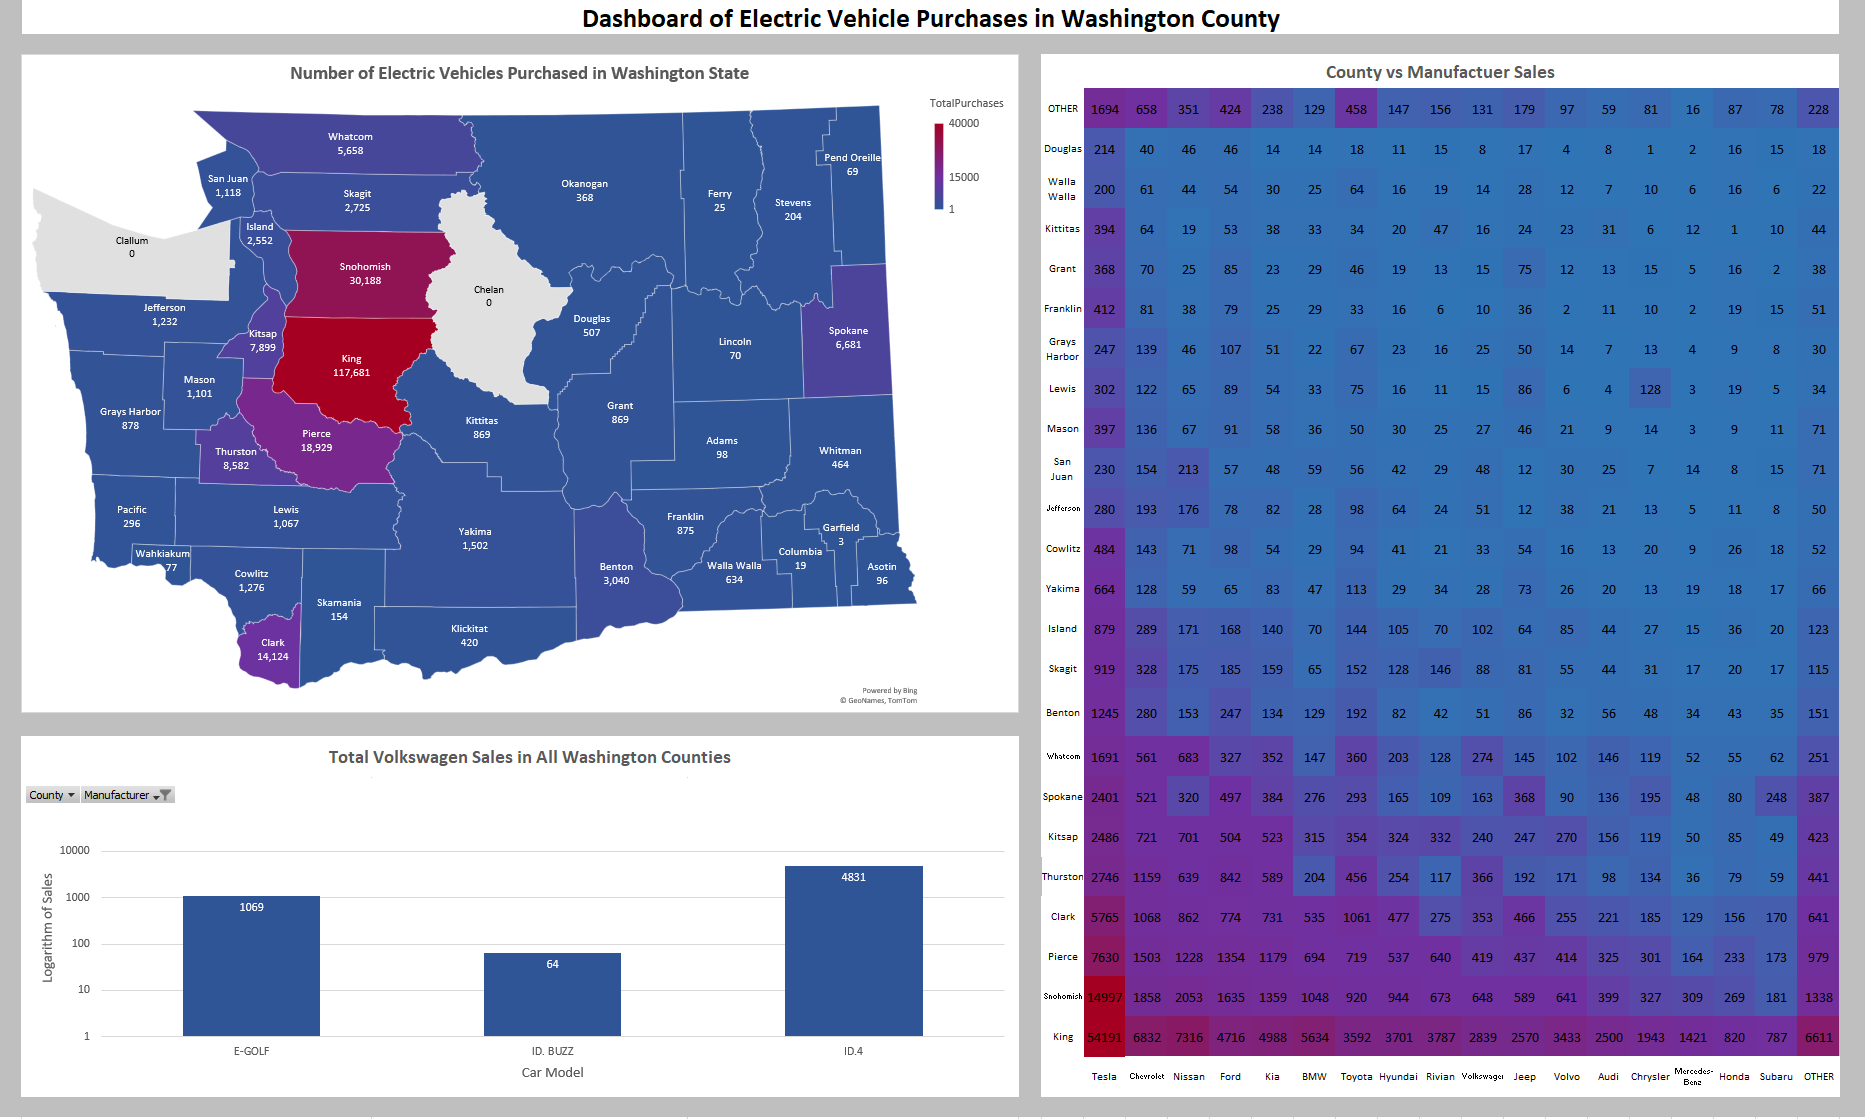 Dashboard of Electric Vehicle Purchases in Washington County
Number of Electric Vehicles Purchased in Washington State
TotalPurchases
40000
15000
1
Whatcom
5,658
San Juan
1,118
Skagit
2,725
Island
2,552
Okanogan
368
Ferry
25
Stevens
204
Pend Oreille
69
Clallum
0
Snohomish
30,188
Chelan
0
Jefferson
1,232
Kitsap
7,899
King
117,681
Douglas
507
Lincoln
70
Spokane
6,681
Mason
1,101
Grays Harbor
878
Pierce
18,929
Thurston
8,582
Kittitas
869
Grant
869
Adams
98
Whitman
464
Pacific
296
Lewis
1,067
Yakima
1,502
Franklin
875
Garfield
3
Wahkiakum
77
Cowlitz
1,276
Skamania
154
Benton
3,040
Walla Walla
634
Columbia
19
Asotin
96
Clark
14,124
Klickitat
420
Powered by Bing
© GeoNames, TomTom
Total Volkswagen Sales in All Washington Counties
County Manufacturer
Logarithm of Sales
10000
1000
100
10
1
1069
64
4831
E-GOLF ID. BUZZ ID.4
Car Model
County vs Manufactuer Sales
OTHER 1694 658 351 424 238 129 458 147 156 131 179 97 59 81 16 87 78 228
Douglas 214 40 46 46 14 14 18 11 15 8 17 4 8 1 2 16 15 18
Walla
Walla 200 61 44 54 30 25 64 16 19 14 28 12 7 10 6 16 6 22
Kittitas 394 64 19 53 38 33 34 20 47 16 24 23 31 6 12 1 10 44
Grant 368 70 25 85 23 29 46 19 13 15 75 12 13 15 5 16 2 38
Franklin 412 81 38 79 25 29 33 16 6 10 36 2 11 10 2 19 15 51
Grays
Harbor 247 139 46 107 51 22 67 23 16 25 50 14 7 13 4 9 8 30
Lewis 302 122 65 89 54 33 75 16 11 15 86 6 4 128 3 19 5 34
Mason 397 136 67 91 58 36 50 30 25 27 46 21 9 14 3 9 11 71
San
Juan 230 154 213 57 48 59 56 42 29 48 12 30 25 7 14 8 15 71
Jefferson 280 193 176 78 82 28 98 64 24 51 12 38 21 13 5 11 8 50
Cowlitz 484 143 71 98 54 29 94 41 21 33 54 16 13 20 9 26 18 52
Yakima 664 128 59 65 83 47 113 29 34 28 73 26 20 13 19 18 17 66
Island 879 289 171 168 140 70 144 105 70 102 64 85 44 27 15 36 20 123
Skagit 919 328 175 185 159 65 152 128 146 88 81 55 44 31 17 20 17 115
Benton 1245 280 153 247 134 129 192 82 42 51 86 32 56 48 34 43 35 151
Whatcom 1691 561 683 327 352 147 360 203 128 274 145 102 146 119 52 55 62 251
Spokane 2401 521 320 497 384 276 293 165 109 163 368 90 136 195 48 80 248 387
Kitsap 2486 721 701 504 523 315 354 324 332 240 247 270 156 119 50 85 49 423
Thurston 2746 1159 639 842 589 204 456 254 117 366 192 171 98 134 36 79 59 441
Clark 5765 1068 862 774 731 535 1061 477 275 353 466 255 221 185 129 156 170 641
Pierce 7630 1503 1228 1354 1179 694 719 537 640 419 437 414 325 301 164 233 173 979
Snohomish 14997 1858 2053 1635 1359 1048 920 944 673 648 589 641 399 327 309 269 181 1338
King 54191 6832 7316 4716 4988 5634 3592 3701 3787 2839 2570 3433 2500 1943 1421 820 787 6611
Tesla Chevrolet Nissan Ford Kia BMW Toyota Hyundai Rivian Volkswagen Jeep Volvo Audi Chrysler Mercedes-
Benz Honda Subaru OTHER